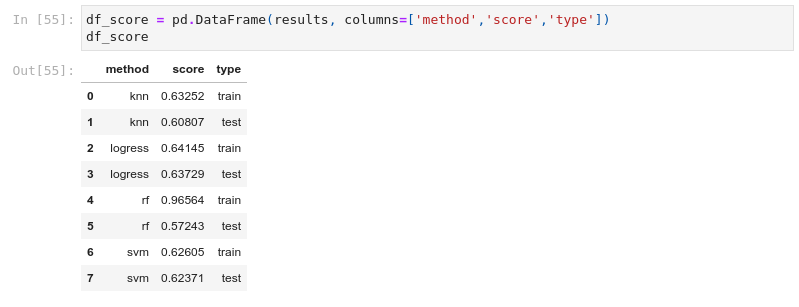 In [55]: df_score = pd.DataFrame(results, columns=['method','score','type'])
df_score
Out[55]:
method score type
0 knn 0.63252 train
1 knn 0.60807 test
2 logress 0.64145 train
3 logress 0.63729 test
4 rf 0.96564 train
5 rf 0.57243 test
6 svm 0.62605 train
7 svm 0.62371 test